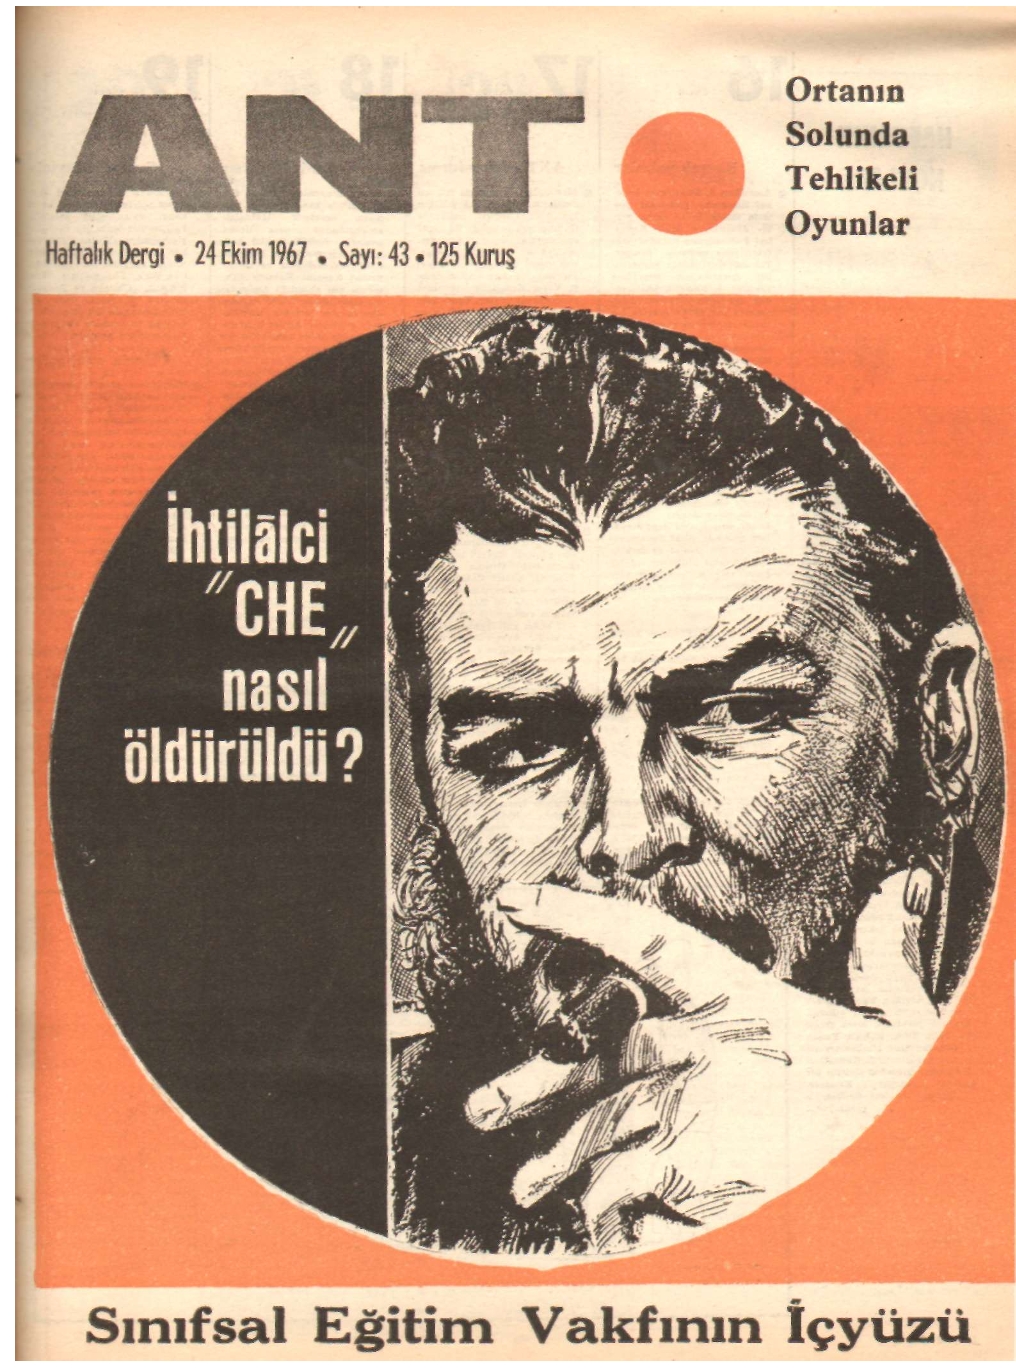 ANT
Ortanın
Solunda
Tehlikeli
Oyunlar
Haftalık Dergi • 24 Ekim 1967 • Sayı: 43 • 125 Kuruş
İhtilâlci
"CHE"
nasıl
öldürüldü?
Sınıfsal Eğitim Vakfının İçyüzü